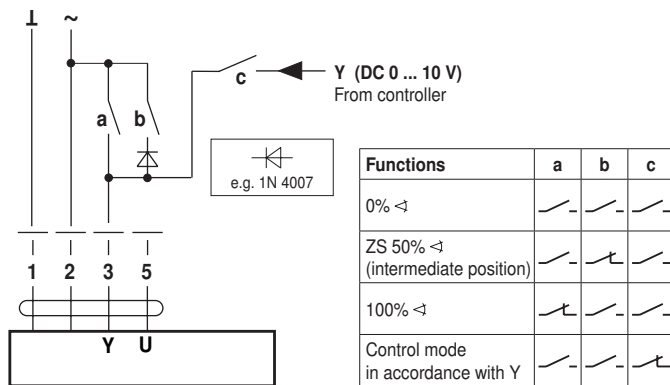 ⊥ ~
c
Y (DC 0 ... 10 V)
From controller
a b
e.g. 1N 4007
1 2 3 5
Y U
Functions a b c
0%
ZS 50%
(intermediate position)
100%
Control mode
in accordance with Y